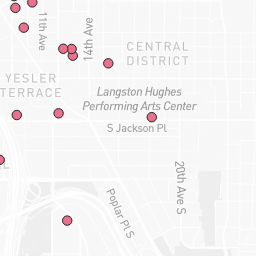 11th Ave
14th Ave
CENTRAL
DISTRICT
YESLER
TERRACE
Langston Hughes
Performing Arts Center
S Jackson Pl
20th Ave S
Poplar Pl S